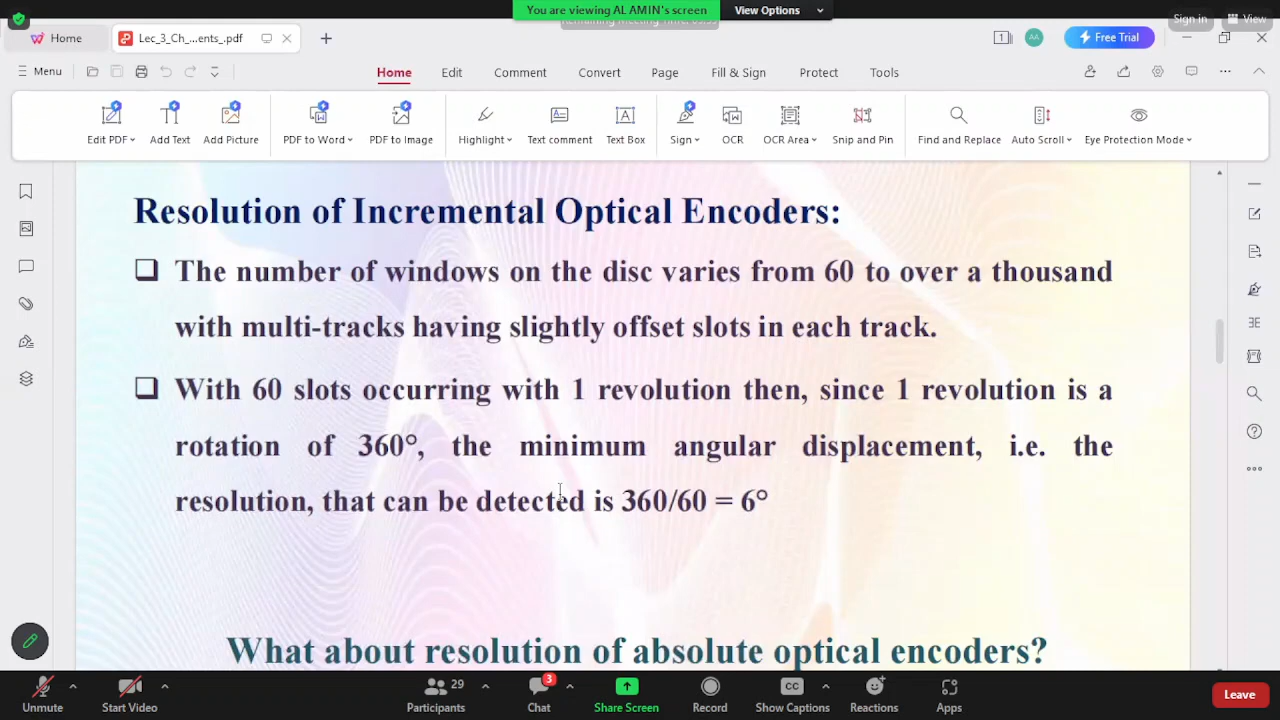 You are viewing AL AMIN's screen
View Options
Sign in
View
Home
Lec_3_Ch_...ents_.pdf
1
AA
Free Trial
Menu
Home
Edit
Comment
Convert
Page
Fill & Sign
Protect
Tools
Edit PDF
Add Text
Add Picture
PDF to Word
PDF to Image
Highlight
Text comment
Text Box
Sign
OCR
OCR Area
Snip and Pin
Find and Replace
Auto Scroll
Eye Protection Mode
Resolution of Incremental Optical Encoders:
❑ The number of windows on the disc varies from 60 to over a thousand
with multi-tracks having slightly offset slots in each track.
❑ With 60 slots occurring with 1 revolution then, since 1 revolution is a
rotation of 360°, the minimum angular displacement, i.e. the
resolution, that can be detected is 360/60 = 6°
What about resolution of absolute optical encoders?
Unmute
Start Video
29
Participants
3
Chat
Share Screen
Record
CC
Show Captions
Reactions
Apps
Leave